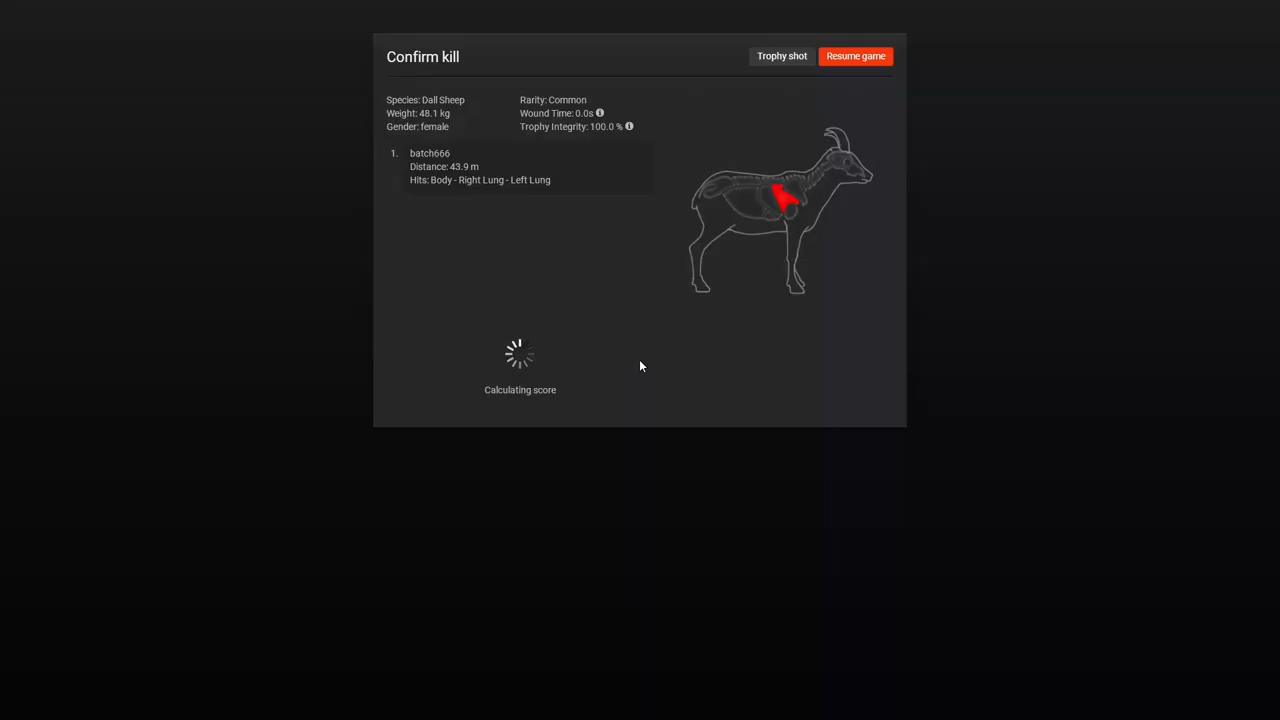 Confirm kill
Trophy shot
Resume game
Species: Dall Sheep
Rarity: Common
Weight: 48.1 kg
Wound Time: 0.0s
Gender: female
Trophy Integrity: 100.0 %
1. batch666
Distance: 43.9 m
Hits: Body - Right Lung - Left Lung
Calculating score